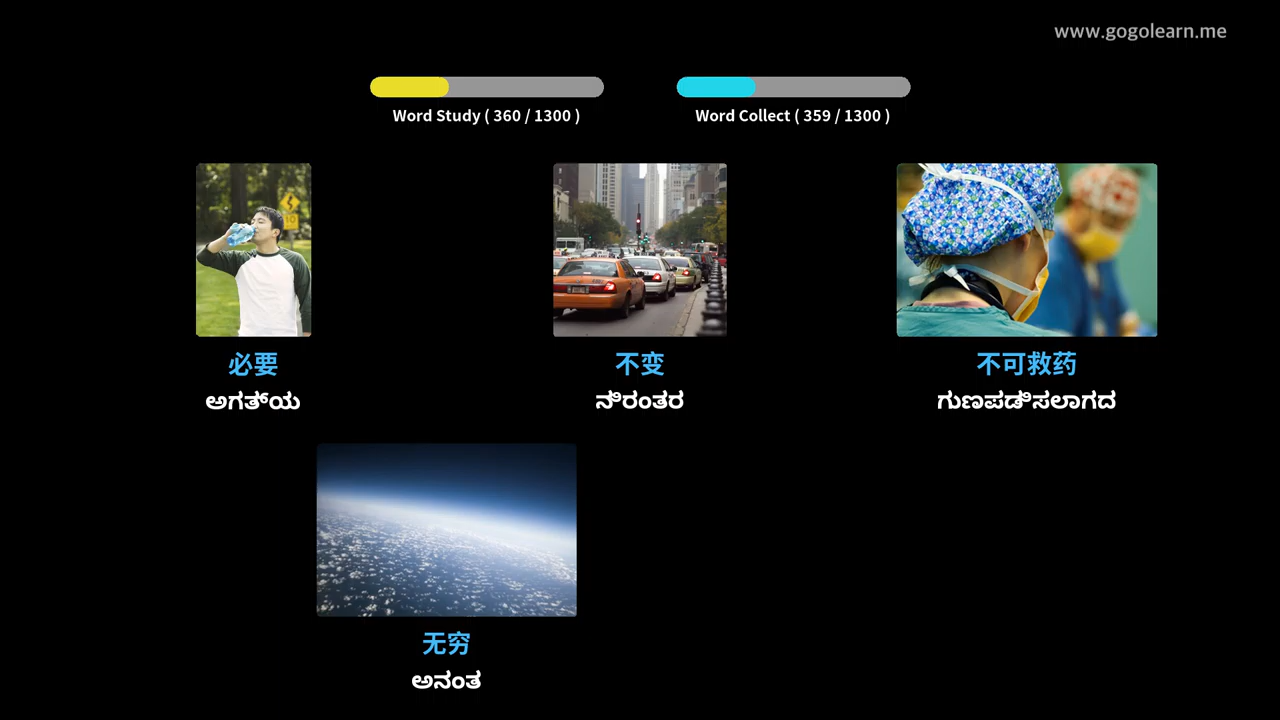 www.gogolearn.me
Word Study ( 360 / 1300 )
Word Collect ( 359 / 1300 )
必要
ಅಗತ್ಯ
不变
ನಿರಂತರ
不可救药
ಗುಣಪಡಿಸಲಾಗದ
无穷
ಅನಂತ